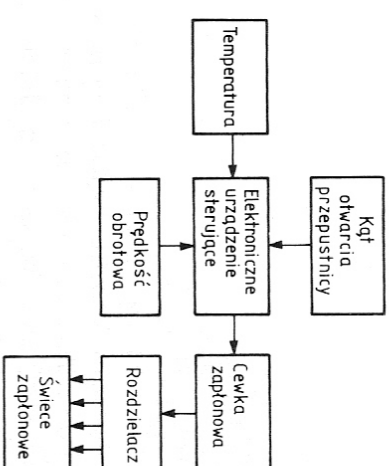 Temperatura
Kąt
otwarcia
przepustnicy
Elektroniczne
urządzenie
sterujące
Prędkość
obrotowa
Cewka
zapłonowa
Rozdzielacz
Świece
zapłonowe